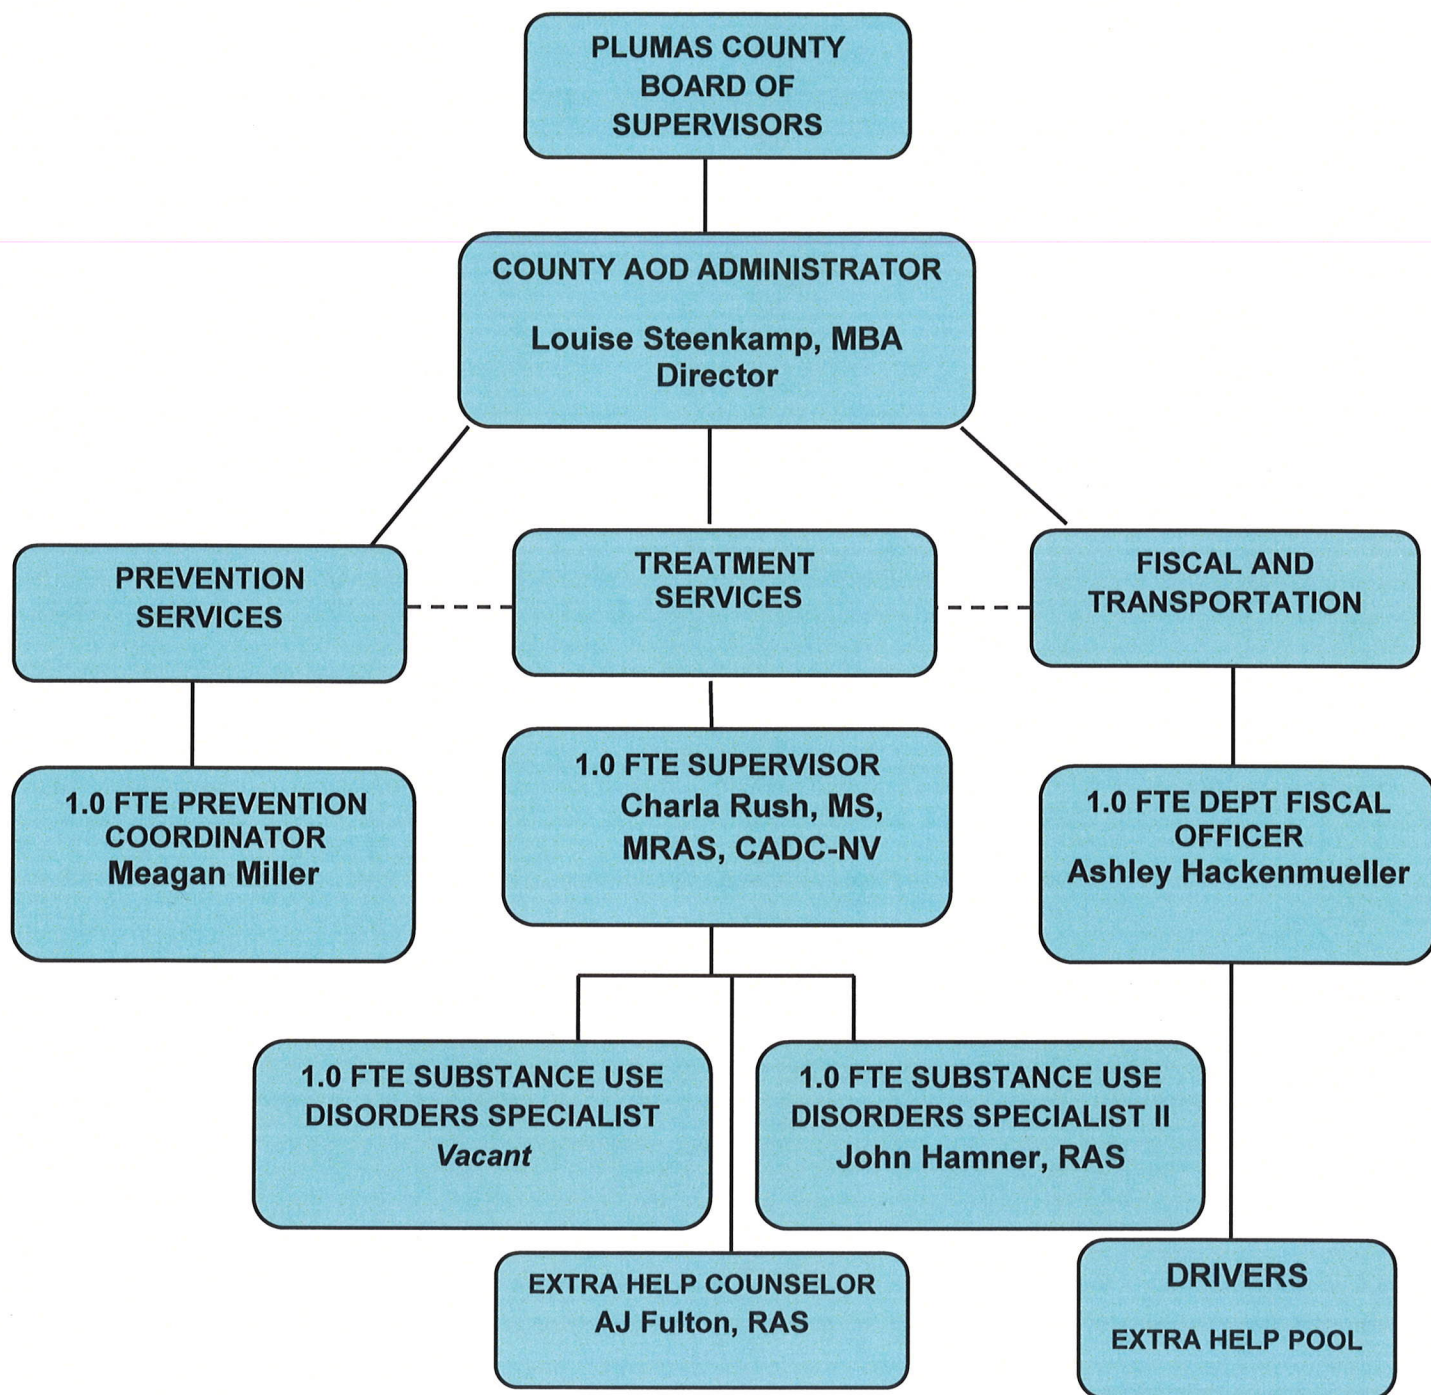 PLUMAS COUNTY
BOARD OF
SUPERVISORS
COUNTY AOD ADMINISTRATOR
Louise Steenkamp, MBA
Director
PREVENTION
SERVICES
TREATMENT
SERVICES
FISCAL AND
TRANSPORTATION
1.0 FTE PREVENTION
COORDINATOR
Meagan Miller
1.0 FTE SUPERVISOR
Charla Rush, MS,
MRAS, CADC-NV
1.0 FTE DEPT FISCAL
OFFICER
Ashley Hackenmueller
1.0 FTE SUBSTANCE USE
DISORDERS SPECIALIST
Vacant
1.0 FTE SUBSTANCE USE
DISORDERS SPECIALIST II
John Hamner, RAS
EXTRA HELP COUNSELOR
AJ Fulton, RAS
DRIVERS
EXTRA HELP POOL